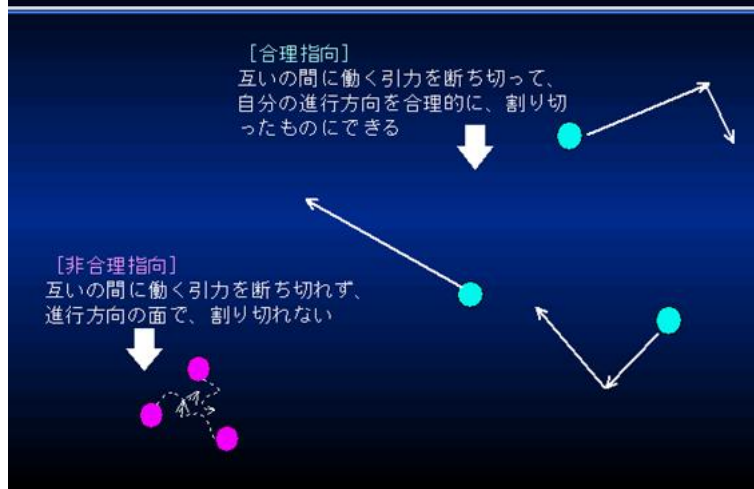 [合理指向]
互いの間に働く引力を断ち切って、
自分の進行方向を合理的に、割り切
ったものにできる
[非合理指向]
互いの間に働く引力を断ち切れず、
進行方向の面で、割り切れない